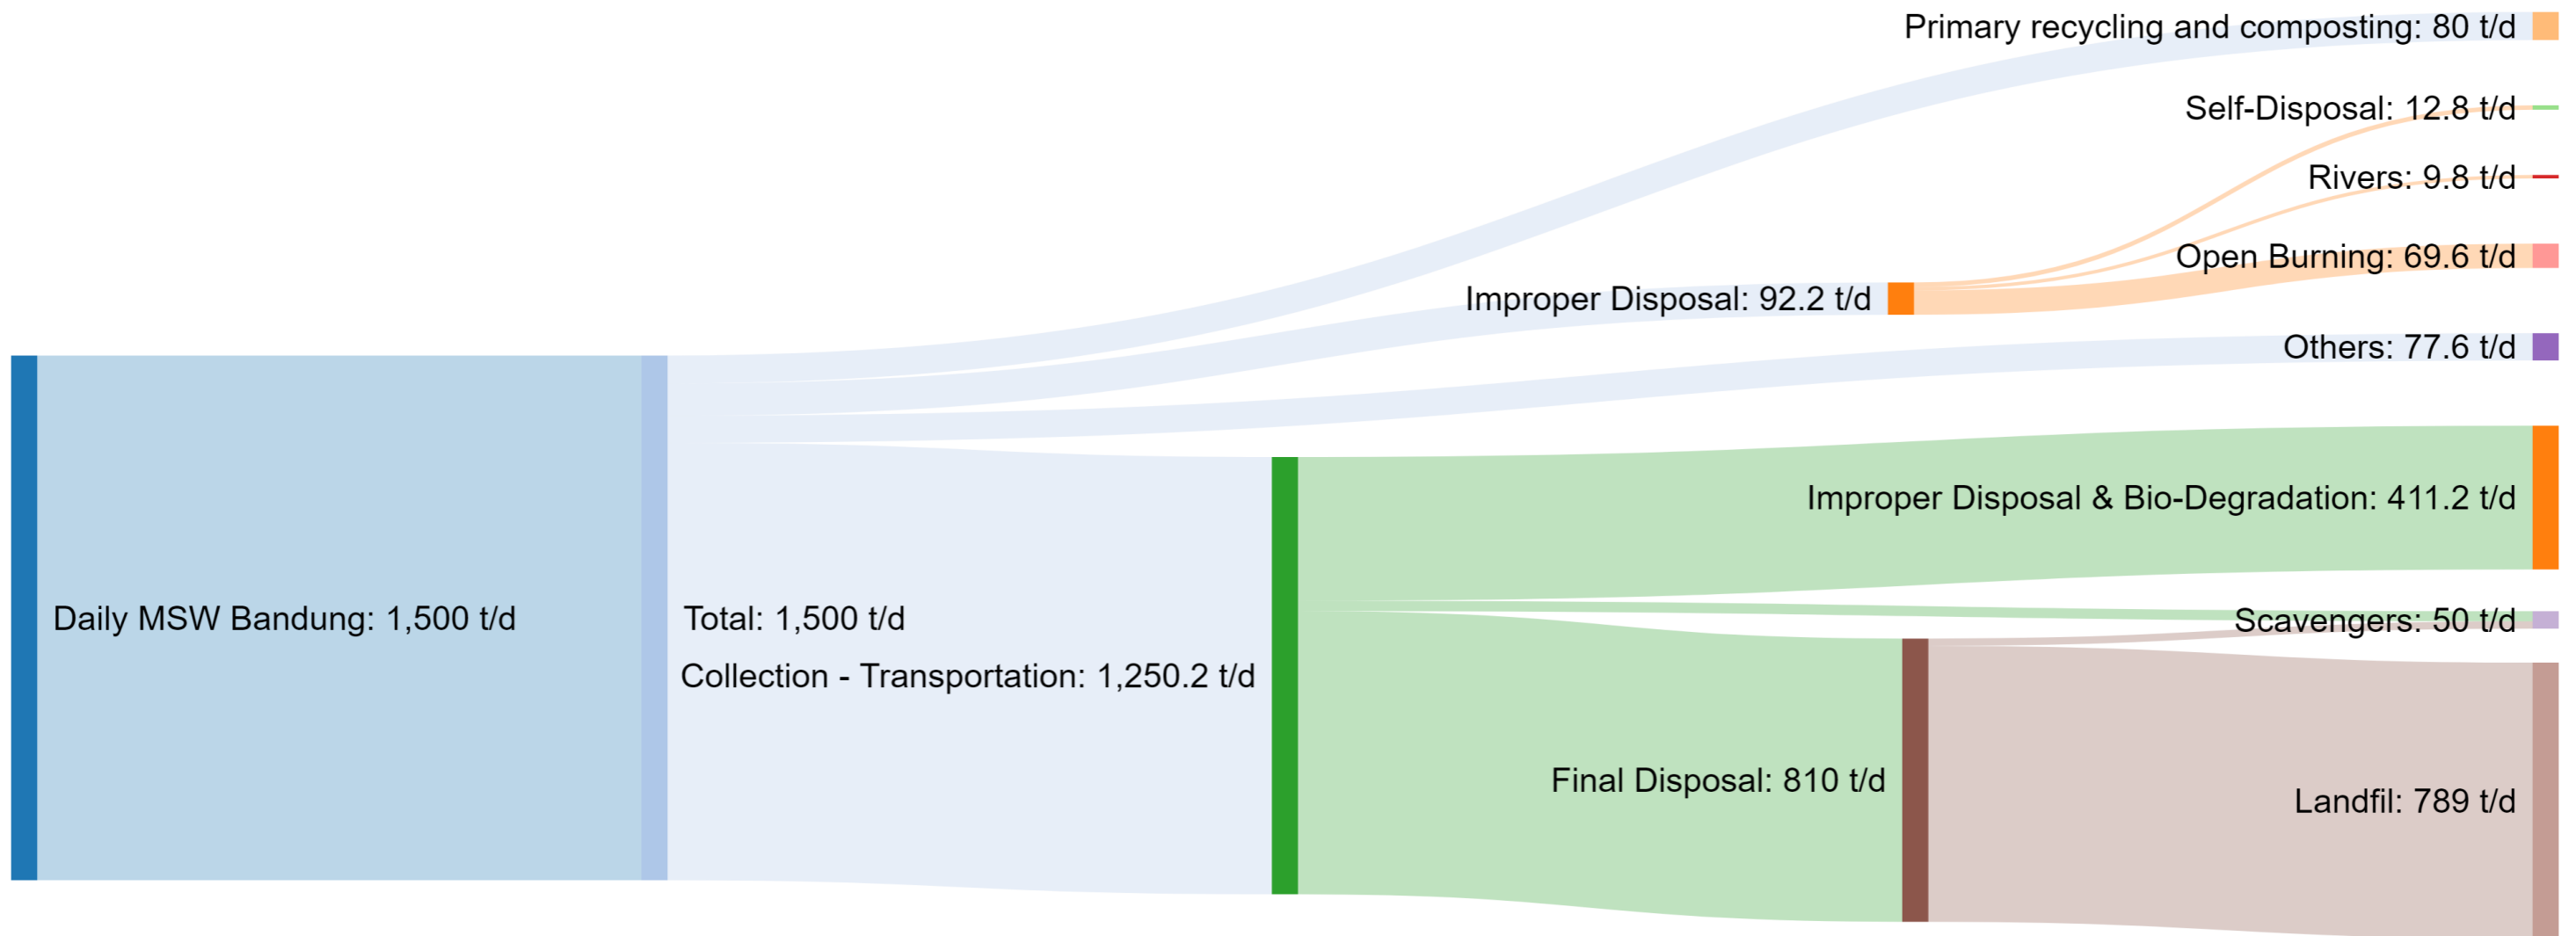 Primary recycling and composting: 80 t/d
Self-Disposal: 12.8 t/d
Rivers: 9.8 t/d
Open Burning: 69.6 t/d
Improper Disposal: 92.2 t/d
Others: 77.6 t/d
Improper Disposal & Bio-Degradation: 411.2 t/d
Daily MSW Bandung: 1,500 t/d
Total: 1,500 t/d
Scavengers: 50 t/d
Collection - Transportation: 1,250.2 t/d
Final Disposal: 810 t/d
Landfil: 789 t/d